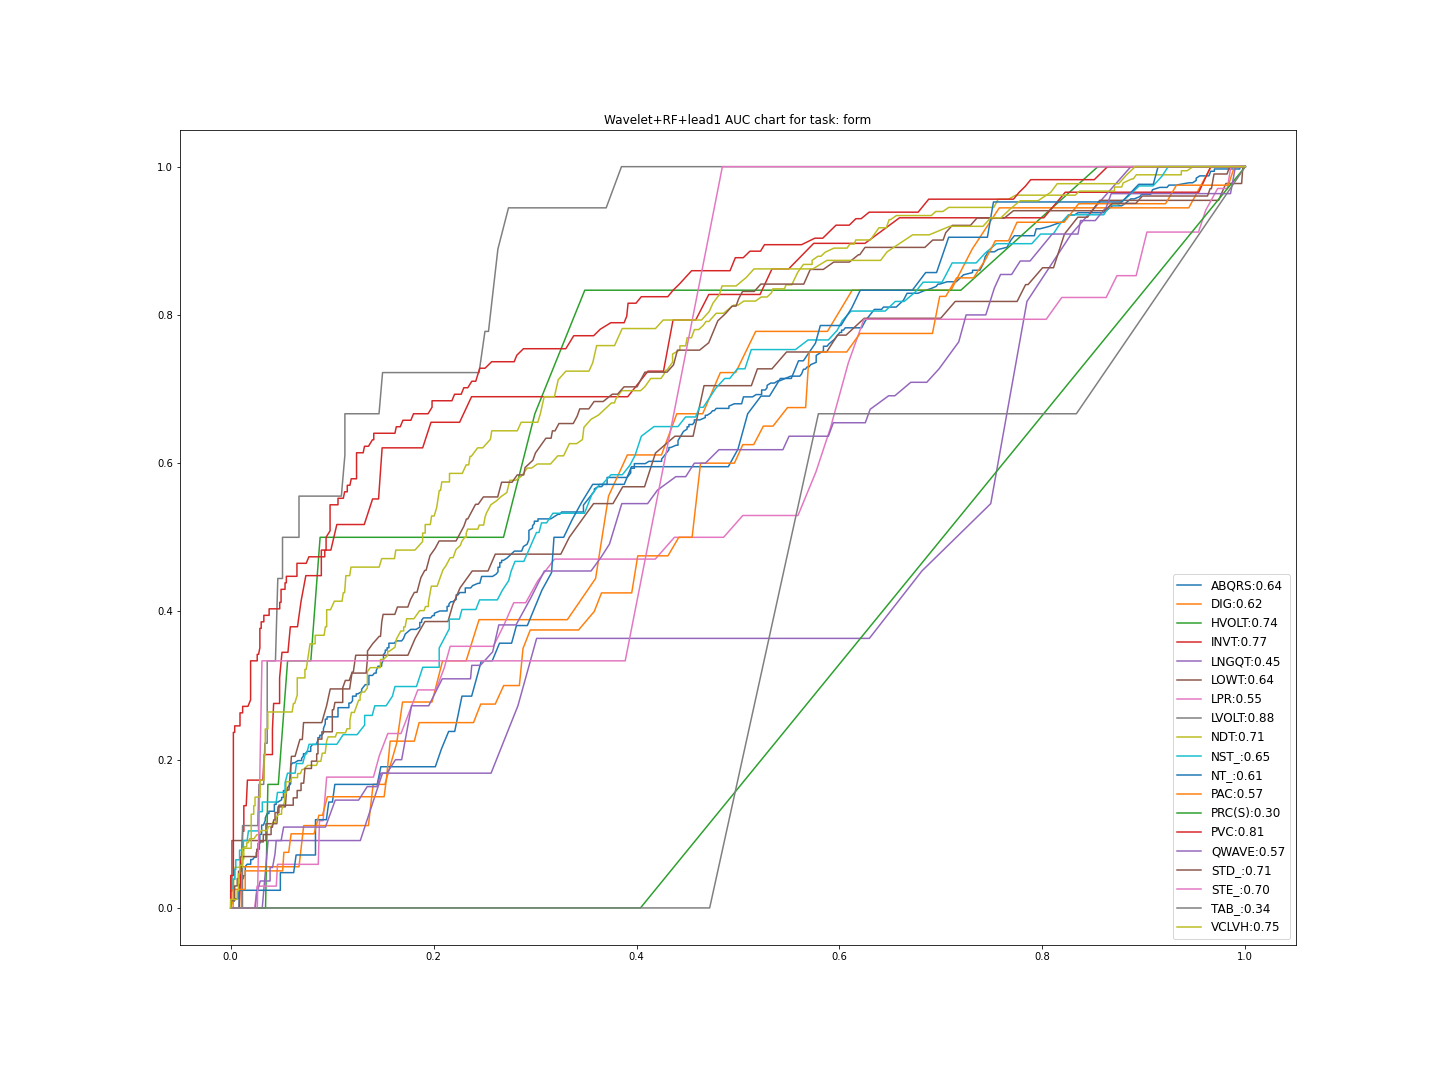 Wavelet+RF+lead1 AUC chart for task: form
1.0
0.8
0.6
0.4
0.2
0.0
ABQRS:0.64
DIG:0.62
HVOLT:0.74
INVT:0.77
LNGQT:0.45
LOWT:0.64
LPR:0.55
LVOLT:0.88
NDT:0.71
NST_:0.65
NT_:0.61
PAC:0.57
PRC(S):0.30
PVC:0.81
QWAVE:0.57
STD_:0.71
STE_:0.70
TAB_:0.34
VCLVH:0.75
0.0 0.2 0.4 0.6 0.8 1.0